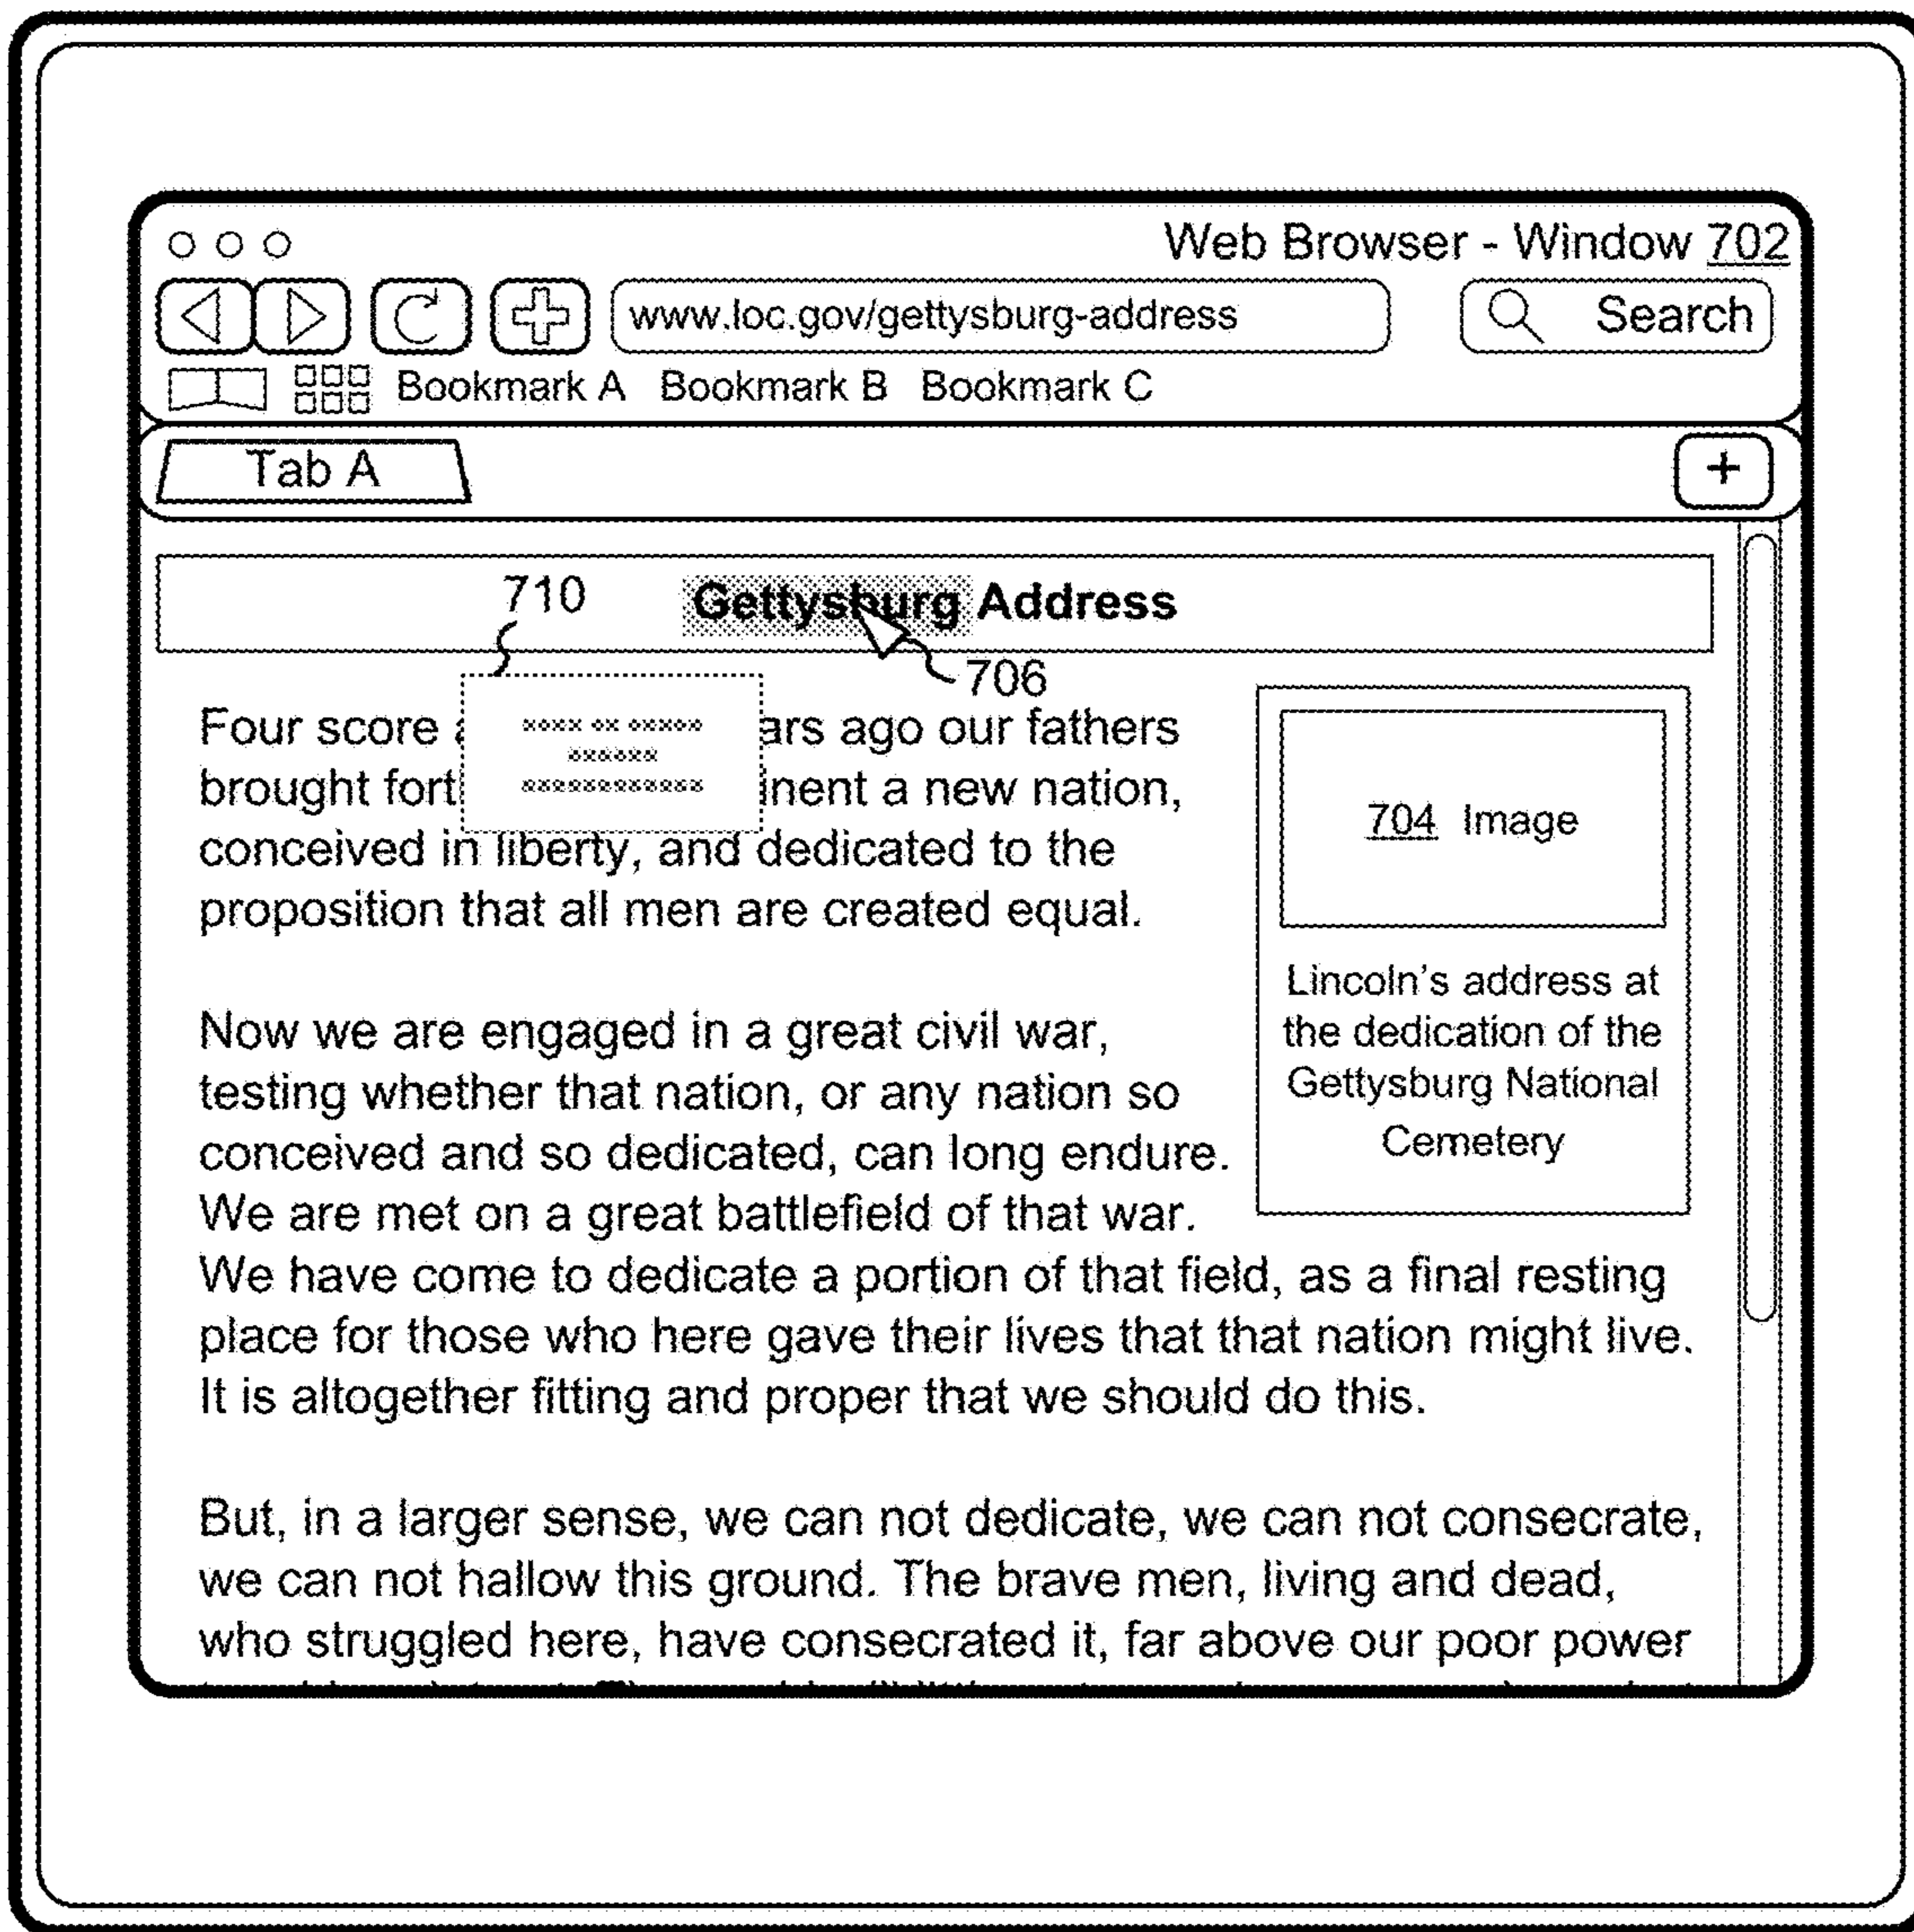 Web Browser - Window 702
www.loc.gov/gettysburg-address
Search
Bookmark A Bookmark B Bookmark C
Tab A
+
710
Gettysburg Address
706
Four score ars ago our fathers
brought fort nent a new nation,
conceived in liberty, and dedicated to the
proposition that all men are created equal.
704 Image
Lincoln's address at
the dedication of the
Gettysburg National
Cemetery
Now we are engaged in a great civil war,
testing whether that nation, or any nation so
conceived and so dedicated, can long endure.
We are met on a great battlefield of that war.
We have come to dedicate a portion of that field, as a final resting
place for those who here gave their lives that that nation might live.
It is altogether fitting and proper that we should do this.
But, in a larger sense, we can not dedicate, we can not consecrate,
we can not hallow this ground. The brave men, living and dead,
who struggled here, have consecrated it, far above our poor power